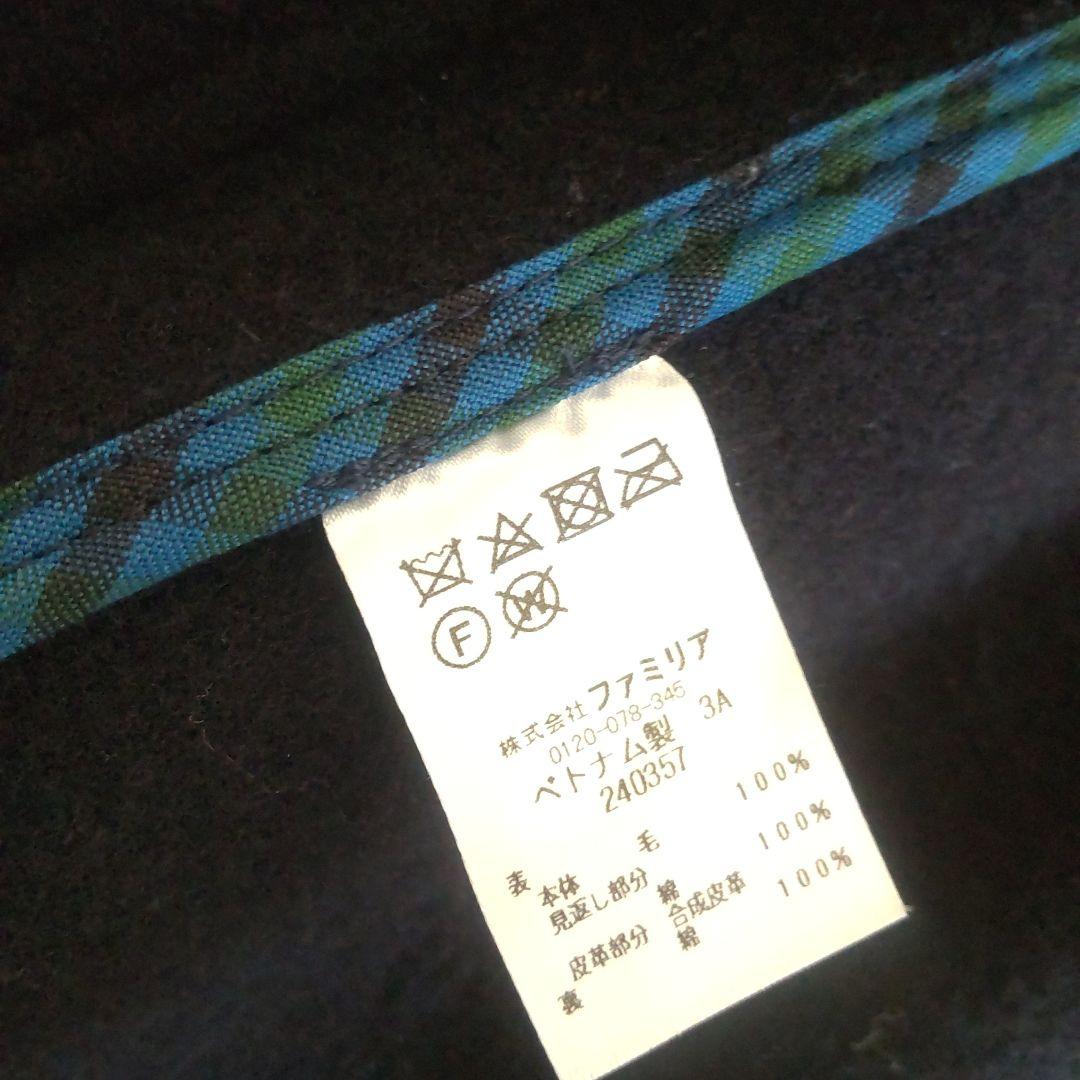 F W
株式会社 ファミリア
0120-078-345
ベトナム製 3A
240357
表 本体 毛 100%
見返し部分 綿 100%
皮革部分 合成皮革
裏 綿 100%